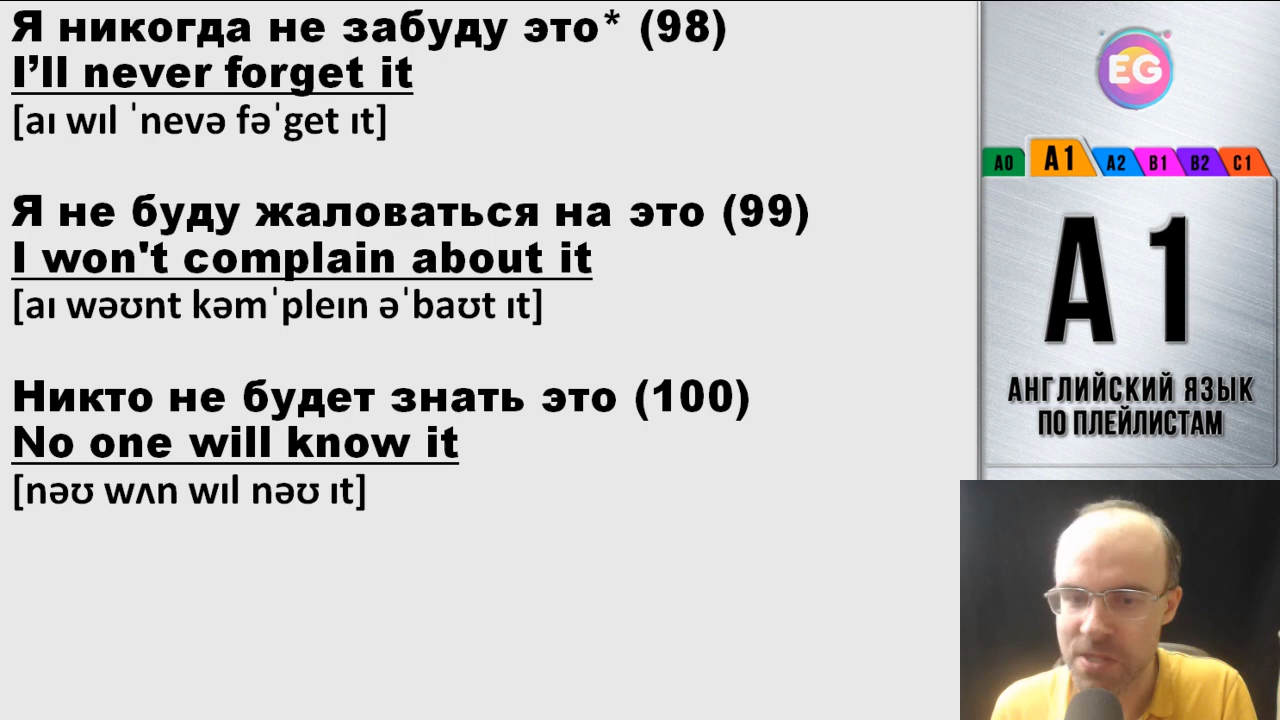 Я никогда не забуду это* (98)
I’ll never forget it
[aɪ wɪl ˈnevə fəˈget ɪt]
Я не буду жаловаться на это (99)
I won't complain about it
[aɪ wəʊnt kəmˈpleɪn əˈbaʊt ɪt]
Никто не будет знать это (100)
No one will know it
[nəʊ wʌn wɪl nəʊ ɪt]
EG
A0 A1 A2 B1 B2 C1
A 1
АНГЛИЙСКИЙ ЯЗЫК
ПО ПЛЕЙЛИСТАМ